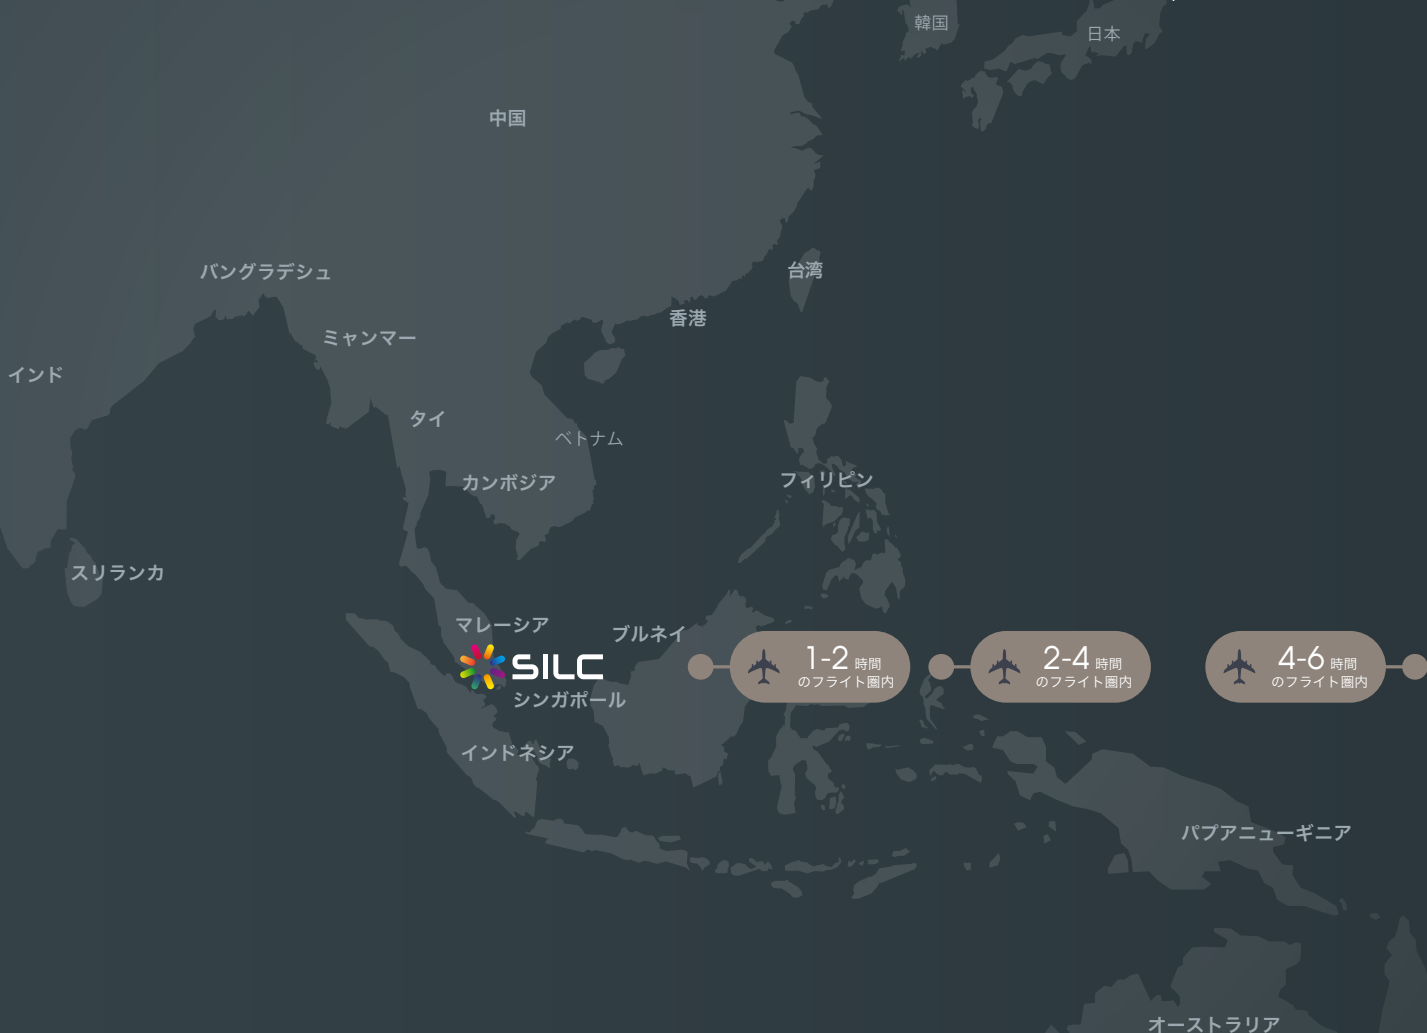 韓国
日本
中国
バングラデシュ
台湾
香港
ミャンマー
インド
タイ
ベトナム
カンボジア
フィリピン
スリランカ
マレーシア
ブルネイ
SILC
シンガポール
1-2 時間
のフライト圏内
2-4 時間
のフライト圏内
4-6 時間
のフライト圏内
インドネシア
パプアニューギニア
オーストラリア